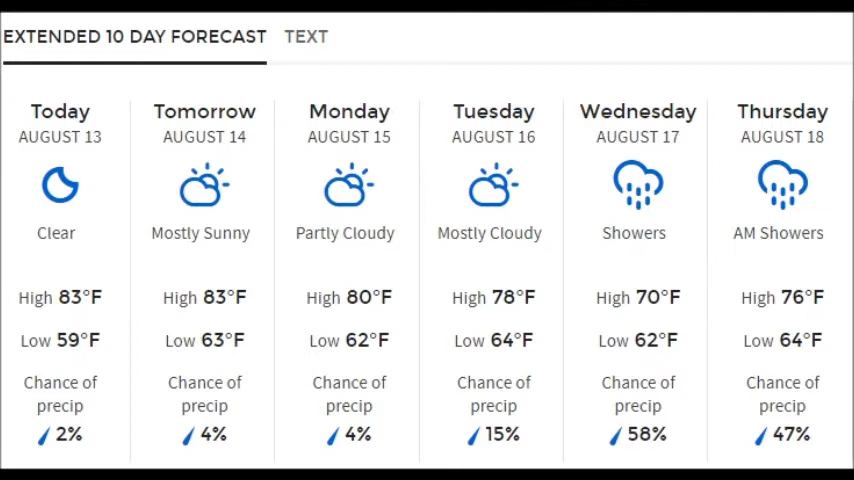 EXTENDED 10 DAY FORECAST TEXT
Today Tomorrow Monday Tuesday Wednesday Thursday
AUGUST 13 AUGUST 14 AUGUST 15 AUGUST 16 AUGUST 17 AUGUST 18
Clear Mostly Sunny Partly Cloudy Mostly Cloudy Showers AM Showers
High 83°F High 83°F High 80°F High 78°F High 70°F High 76°F
Low 59°F Low 63°F Low 62°F Low 64°F Low 62°F Low 64°F
Chance of Chance of Chance of Chance of Chance of Chance of
precip precip precip precip precip precip
2% 4% 4% 15% 58% 47%